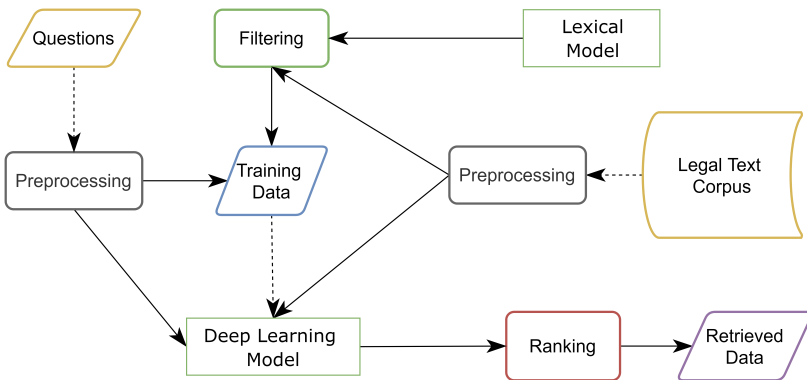 Questions
Filtering
Lexical
Model
Preprocessing
Training
Data
Preprocessing
Legal Text
Corpus
Deep Learning
Model
Ranking
Retrieved
Data